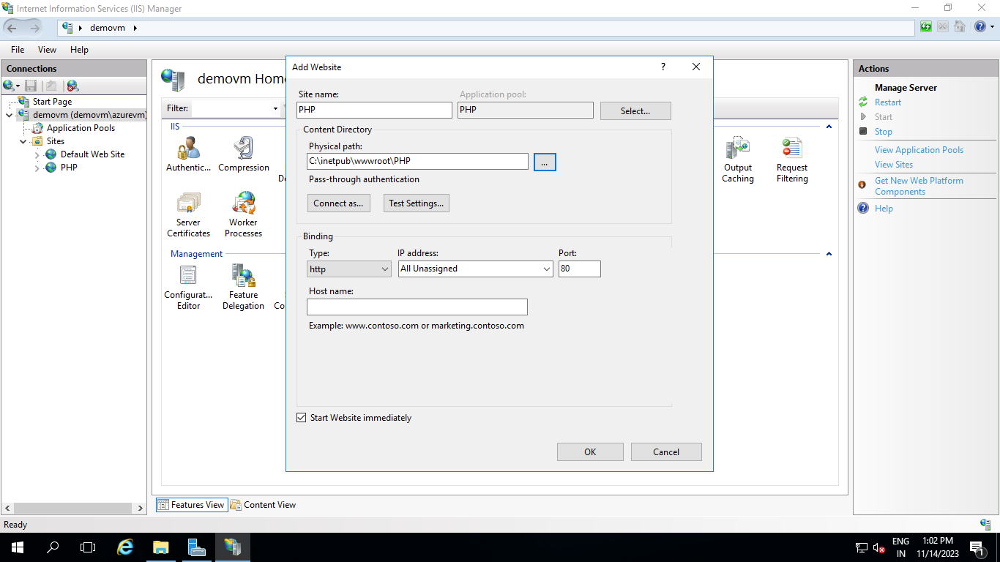 Internet Information Services (IIS) Manager
demovm
File View Help
Connections
Start Page
demovm (demovm\azurevm)
Application Pools
Sites
Default Web Site
PHP
demovm Home
Filter:
IIS
Authentic...
Compression
Output
Caching
Request
Filtering
Server
Certificates
Worker
Processes
Management
Configurat...
Editor
Feature
Delegation
Co
Add Website
?
Site name:
Application pool:
PHP
PHP
Select...
Content Directory
Physical path:
C:\inetpub\wwwroot\PHP
...
Pass-through authentication
Connect as...
Test Settings...
Binding
Type:
IP address:
Port:
http
All Unassigned
80
Host name:
Example: www.contoso.com or marketing.contoso.com
Start Website immediately
OK
Cancel
Actions
Manage Server
Restart
Start
Stop
View Application Pools
View Sites
Get New Web Platform
Components
Help
Features View
Content View
Ready
ENG
IN
1:02 PM
11/14/2023
1